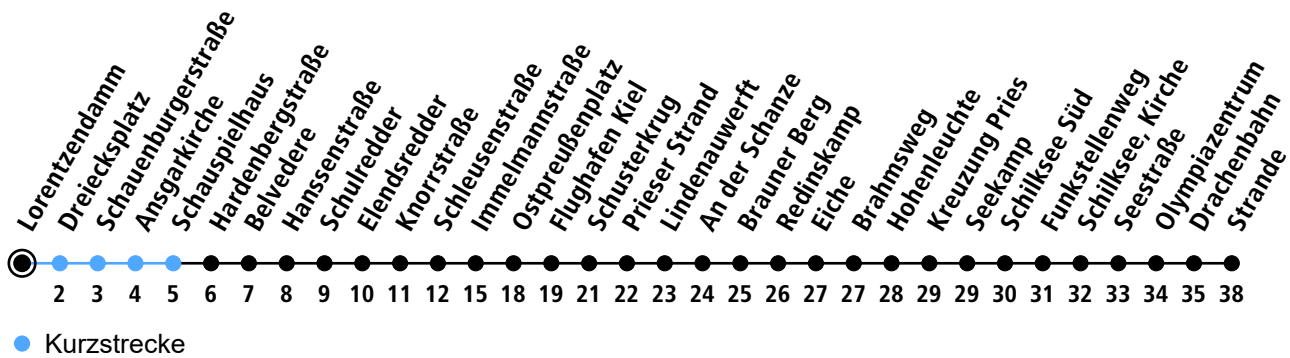 Lorentzendamm
Dreiecksplatz
Schauenburgerstraße
Ansgarkirche
Schauspielhaus
Hardenbergstraße
Belvedere
Hanssenstraße
Schulredder
Elendsredder
Knorrstraße
Schleusenstraße
Immelmannstraße
Ostpreußenplatz
Flughafen Kiel
Schusterkrug
Prieser Strand
Lindenauwerft
An der Schanze
Brauner Berg
Redinskamp
Eiche
Brahmsweg
Hohenleuchte
Kreuzung Pries
Seekamp
Schilksee Süd
Funkstellenweg
Schilksee, Kirche
Seestraße
Olympiazentrum
Drachenbahn
Strande
2 3 4 5 6 7 8 9 10 11 12 15 18 19 21 22 23 24 25 26 27 27 28 29 29 30 31 32 33 34 35 38
Kurzstrecke